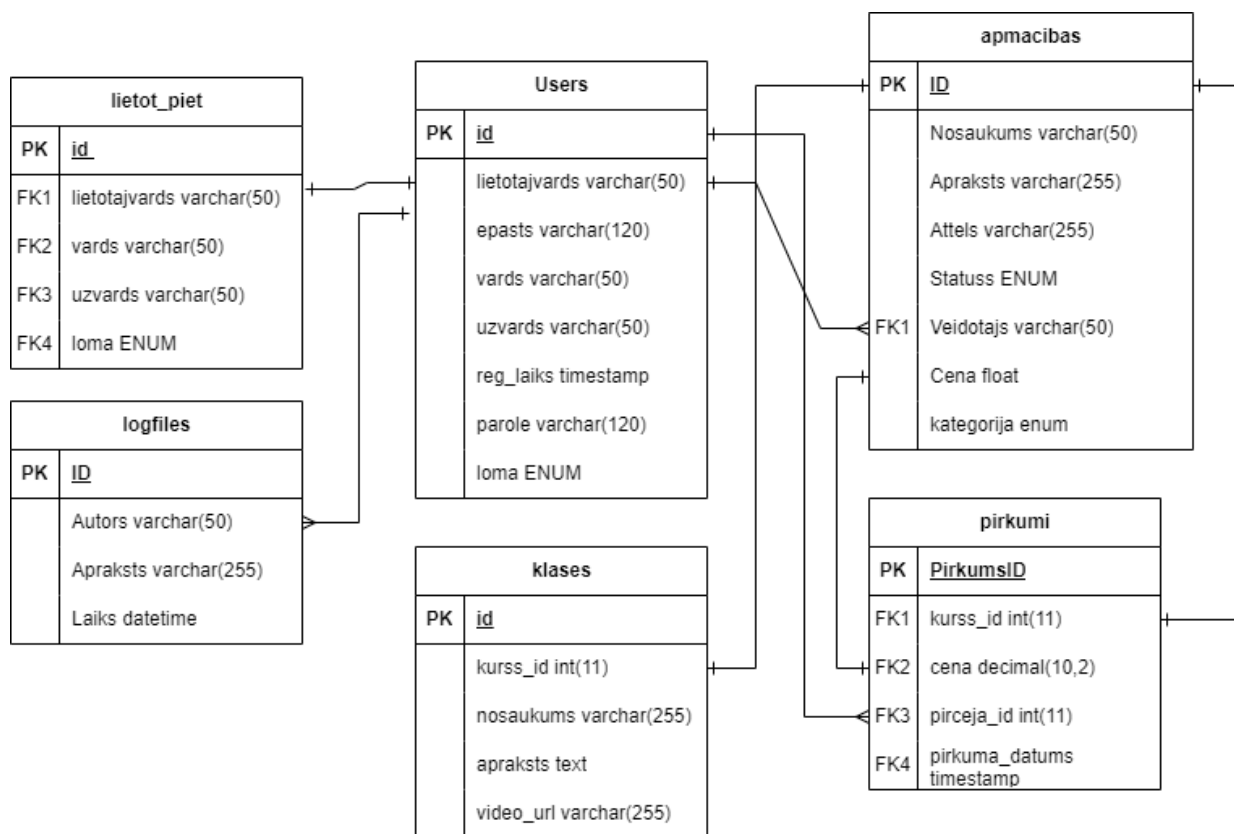 lietot_piet
PK id
FK1 lietotajvards varchar(50)
FK2 vards varchar(50)
FK3 uzvards varchar(50)
FK4 loma ENUM
logfiles
PK ID
Autors varchar(50)
Apraksts varchar(255)
Laiks datetime
Users
PK id
lietotajvards varchar(50)
epasts varchar(120)
vards varchar(50)
uzvards varchar(50)
reg_laiks timestamp
parole varchar(120)
loma ENUM
klases
PK id
kurss_id int(11)
nosaukums varchar(255)
apraksts text
video_url varchar(255)
apmacibas
PK ID
Nosaukums varchar(50)
Apraksts varchar(255)
Attels varchar(255)
Statuss ENUM
FK1 Veidotajs varchar(50)
Cena float
kategorija enum
pirkumi
PK PirkumsID
FK1 kurss_id int(11)
FK2 cena decimal(10,2)
FK3 pirceja_id int(11)
FK4 pirkuma_datums
timestamp